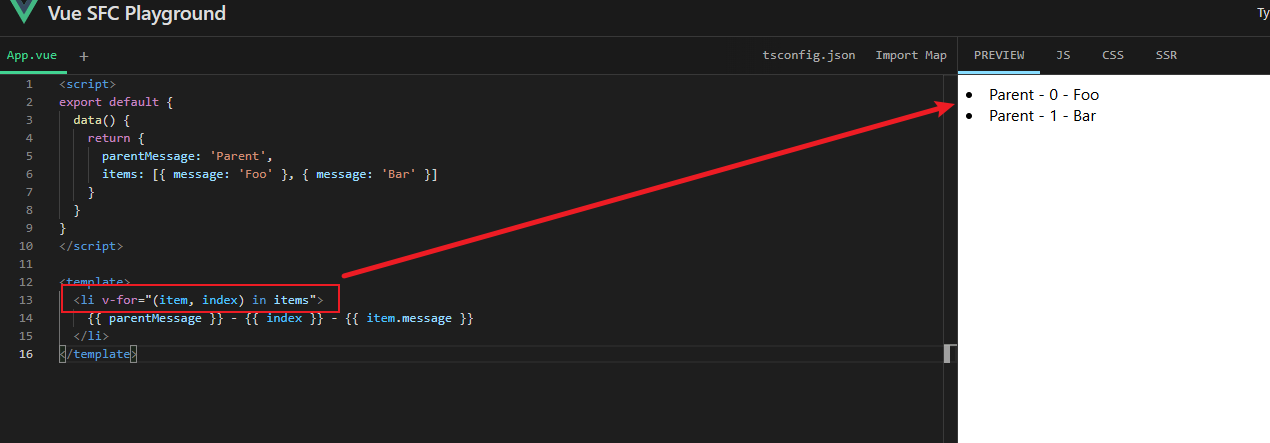 Vue SFC Playground
Ty
App.vue +
tsconfig.json Import Map
PREVIEW JS CSS SSR
1 <script>
2 export default {
3   data() {
4     return {
5       parentMessage: 'Parent',
6       items: [{ message: 'Foo' }, { message: 'Bar' }]
7     }
8   }
9 }
10 </script>
11
12 <template>
13   <li v-for="(item, index) in items">
14     {{ parentMessage }} - {{ index }} - {{ item.message }}
15   </li>
16 </template>
• Parent - 0 - Foo
• Parent - 1 - Bar